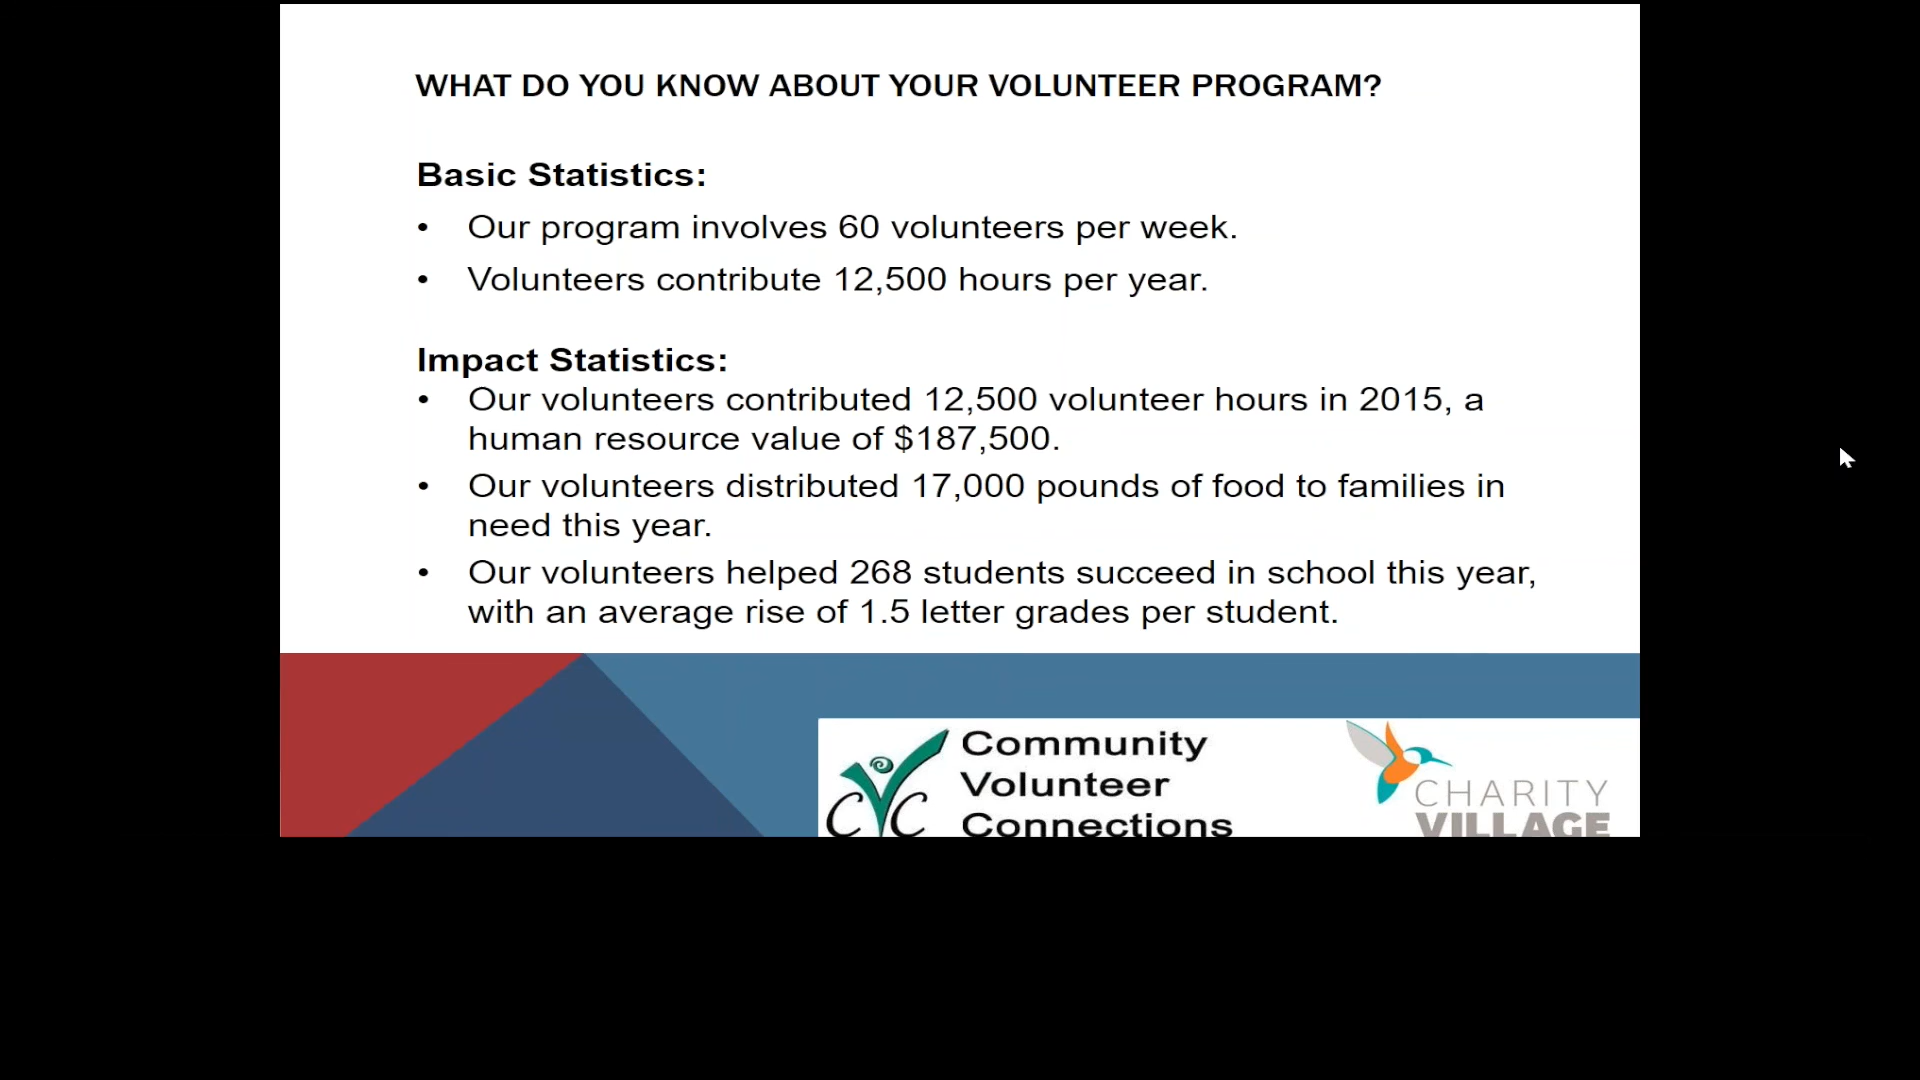 WHAT DO YOU KNOW ABOUT YOUR VOLUNTEER PROGRAM?
Basic Statistics:
• Our program involves 60 volunteers per week.
• Volunteers contribute 12,500 hours per year.
Impact Statistics:
• Our volunteers contributed 12,500 volunteer hours in 2015, a
human resource value of $187,500.
• Our volunteers distributed 17,000 pounds of food to families in
need this year.
• Our volunteers helped 268 students succeed in school this year,
with an average rise of 1.5 letter grades per student.
CVC
Community
Volunteer
Connections
CHARITY
VILLAGE